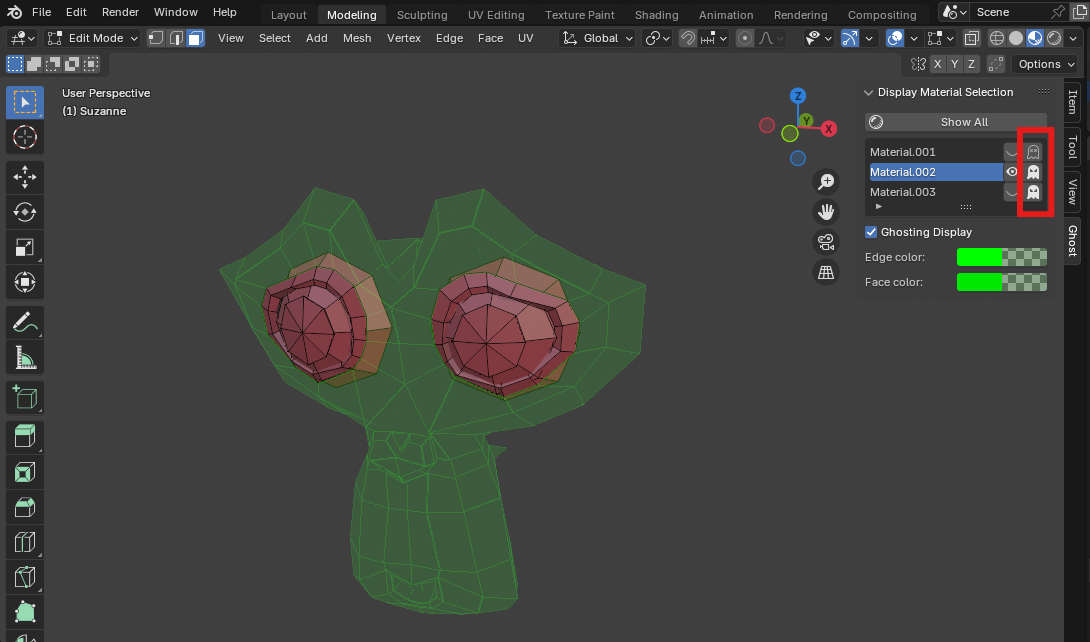 File Edit Render Window Help Layout Modeling Sculpting UV Editing Texture Paint Shading Animation Rendering Compositing Scene
Edit Mode View Select Add Mesh Vertex Edge Face UV Global
X Y Z Options
User Perspective
(1) Suzanne
Z
Y
X
Display Material Selection
Show All
Material.001
Material.002
Material.003
Ghosting Display
Edge color:
Face color:
Item
Tool
View
Ghost